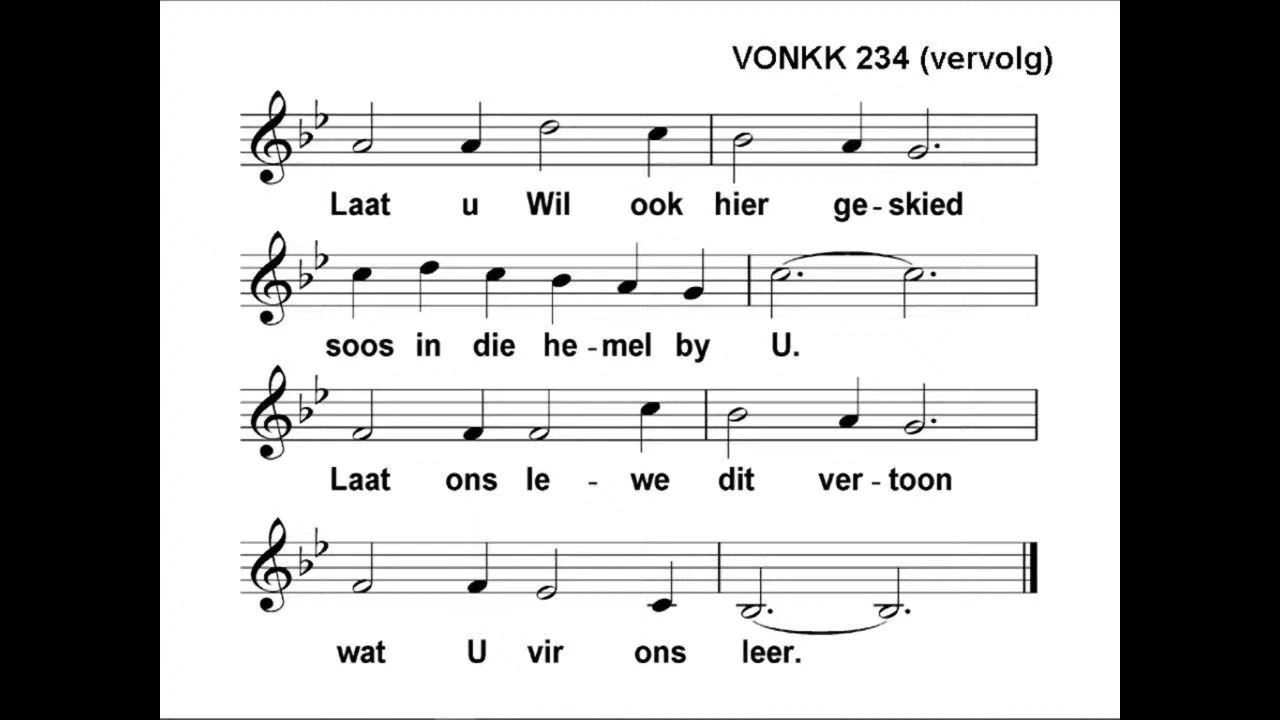 VONKK 234 (vervolg)
Laat u Wil ook hier ge-skied
soos in die he-mel by U.
Laat ons le-we dit ver-toon
wat U vir ons leer.